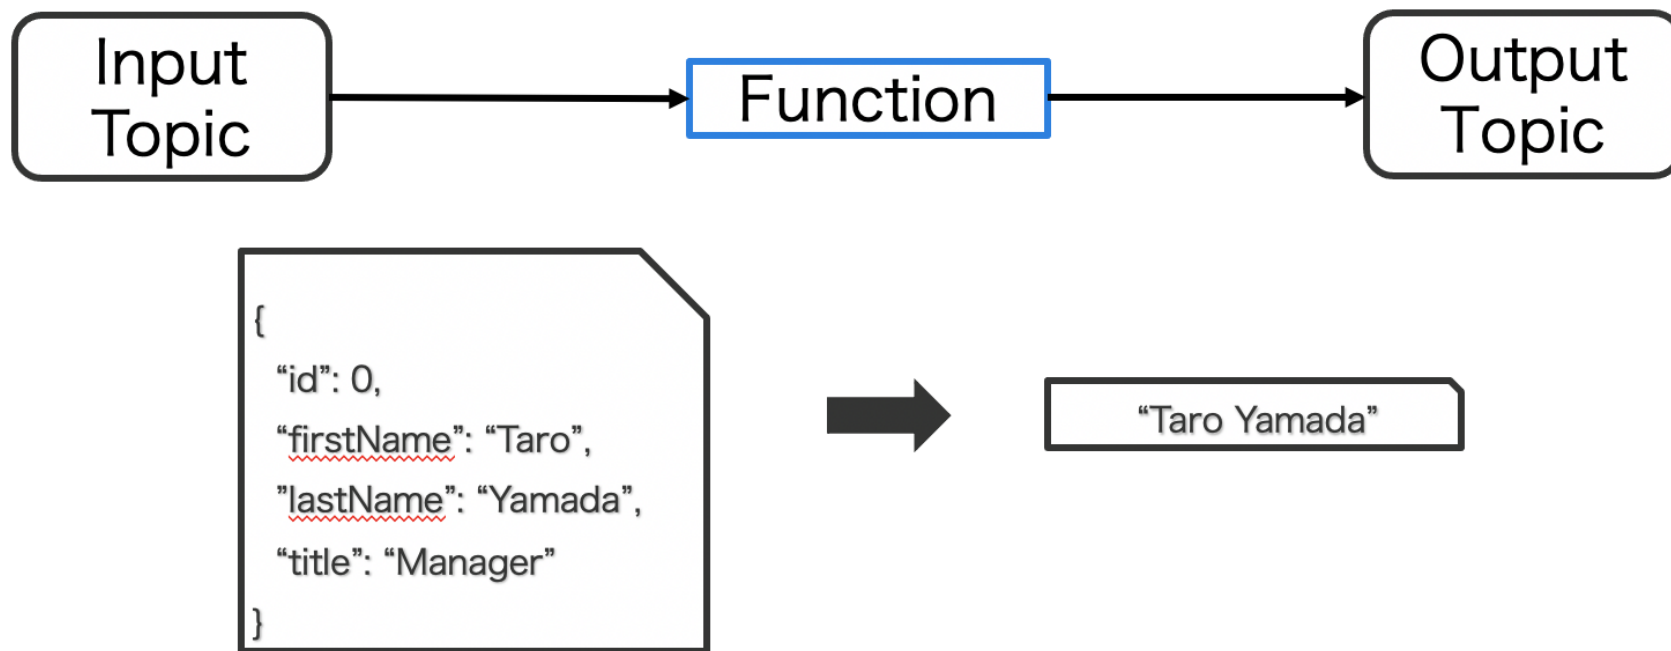 Input
Topic
Function
Output
Topic
{
“id”: 0,
“firstName”: “Taro”,
”lastName”: “Yamada”,
“title”: “Manager”
}
“Taro Yamada”